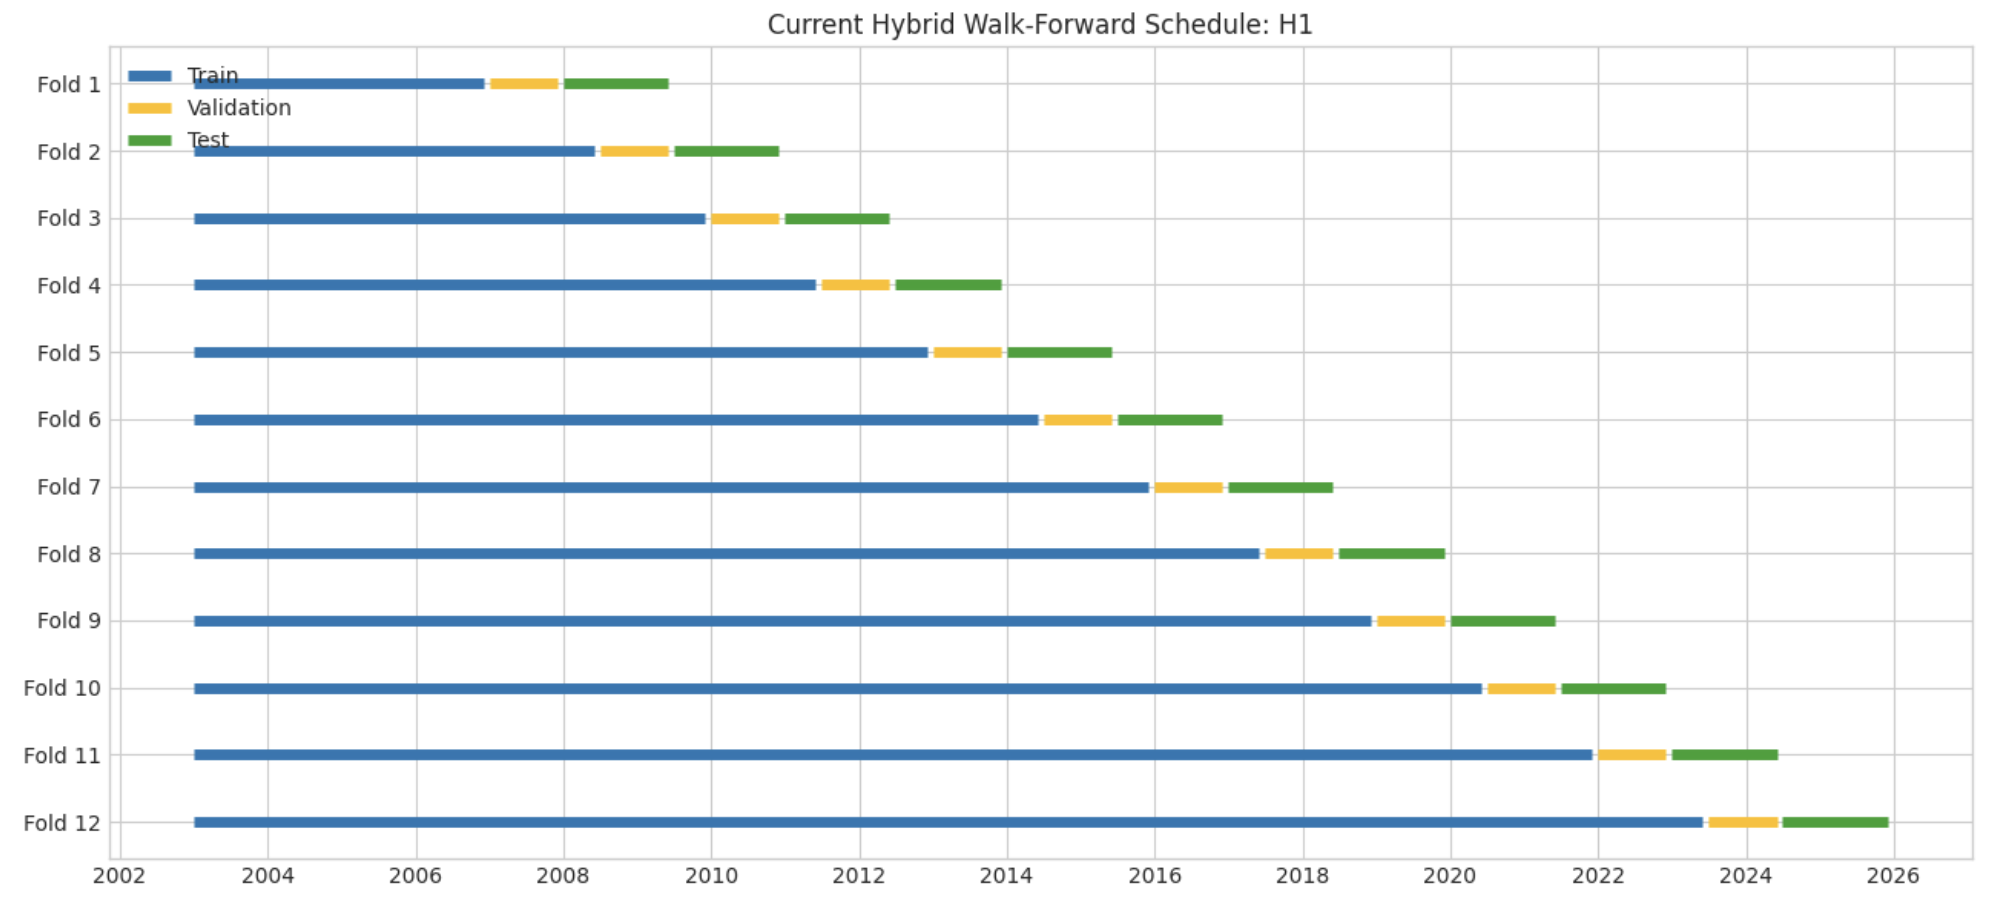 Current Hybrid Walk-Forward Schedule: H1
Train
Validation
Test
Fold 1
Fold 2
Fold 3
Fold 4
Fold 5
Fold 6
Fold 7
Fold 8
Fold 9
Fold 10
Fold 11
Fold 12
2002 2004 2006 2008 2010 2012 2014 2016 2018 2020 2022 2024 2026